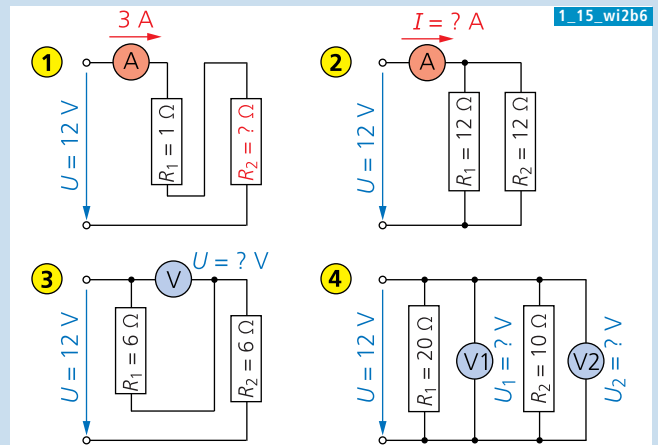 1_15_wi2b6
1
3 A
A
U = 12 V
R1 = 1 Ω
R2 = ? Ω
2
I = ? A
A
U = 12 V
R1 = 12 Ω
R2 = 12 Ω
3
U = ? V
V
U = 12 V
R1 = 6 Ω
R2 = 6 Ω
4
U = 12 V
R1 = 20 Ω
V1
U1 = ? V
R2 = 10 Ω
V2
U2 = ? V